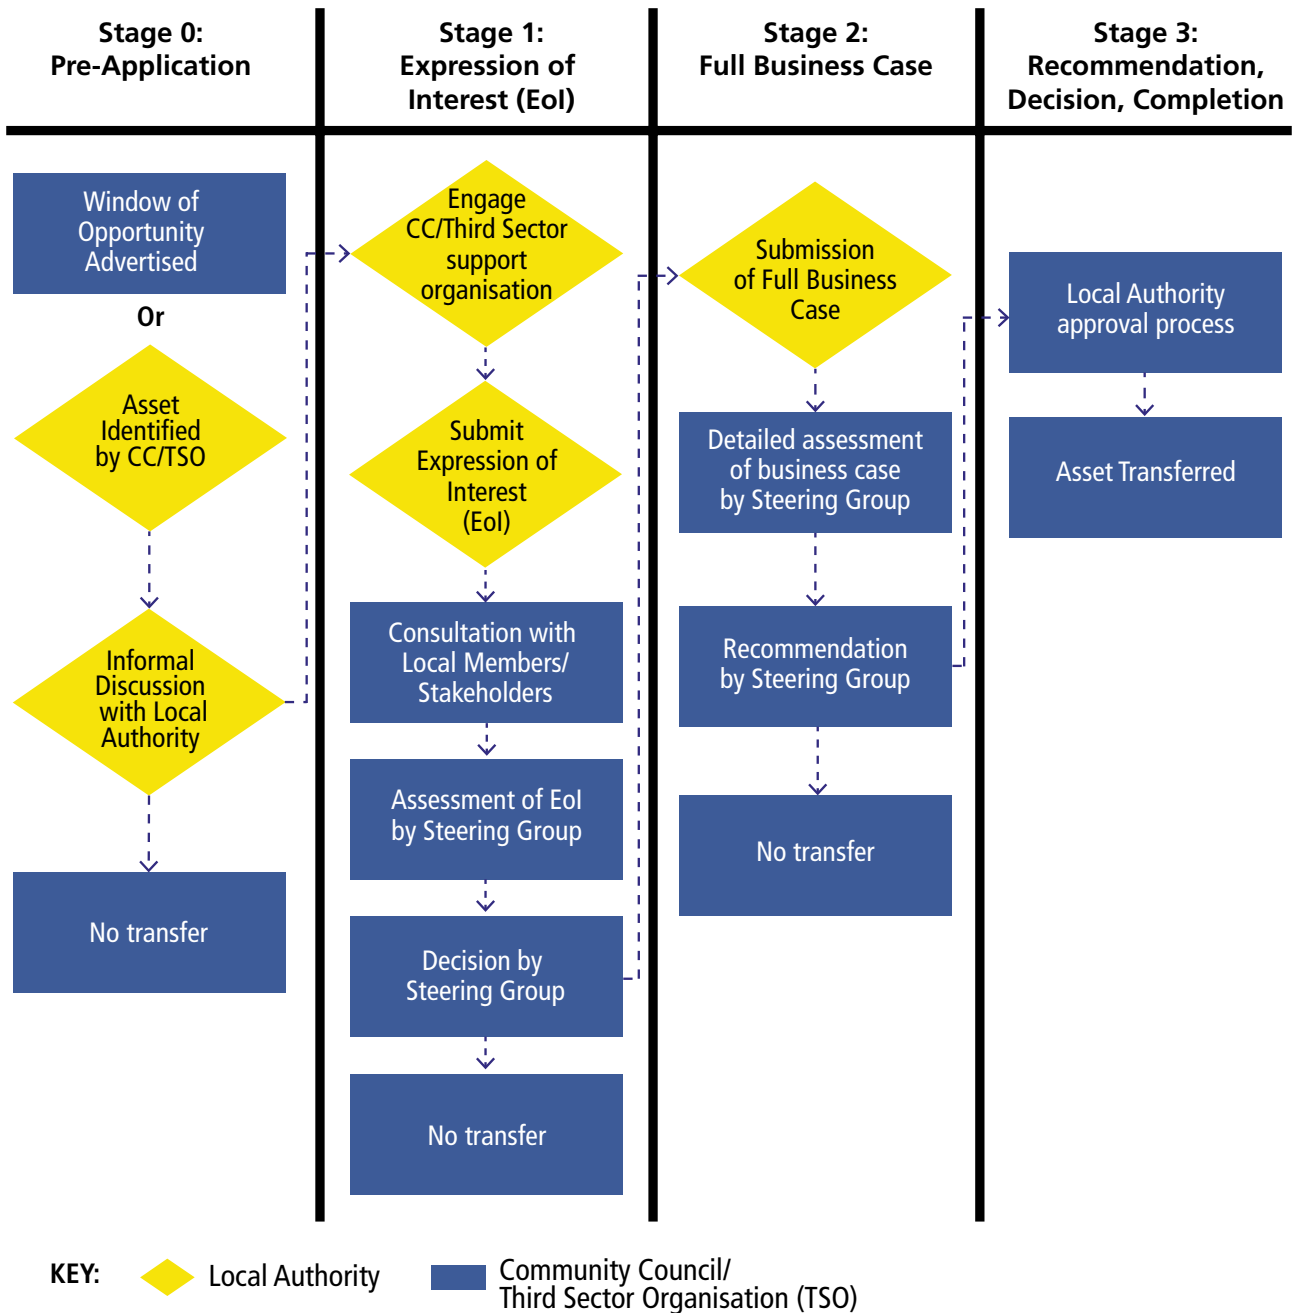 Stage 0:
Pre-Application
Window of
Opportunity
Advertised
Or
Asset
Identified
by CC/TSO
Informal
Discussion
with Local
Authority
No transfer
Stage 1:
Expression of
Interest (EoI)
Engage
CC/Third Sector
support
organisation
Submit
Expression of
Interest
(EoI)
Consultation with
Local Members/
Stakeholders
Assessment of EoI
by Steering Group
Decision by
Steering Group
No transfer
Stage 2:
Full Business Case
Submission
of Full Business
Case
Detailed assessment
of business case
by Steering Group
Recommendation
by Steering Group
No transfer
Stage 3:
Recommendation,
Decision, Completion
Local Authority
approval process
Asset Transferred
KEY:
Local Authority
Community Council/
Third Sector Organisation (TSO)